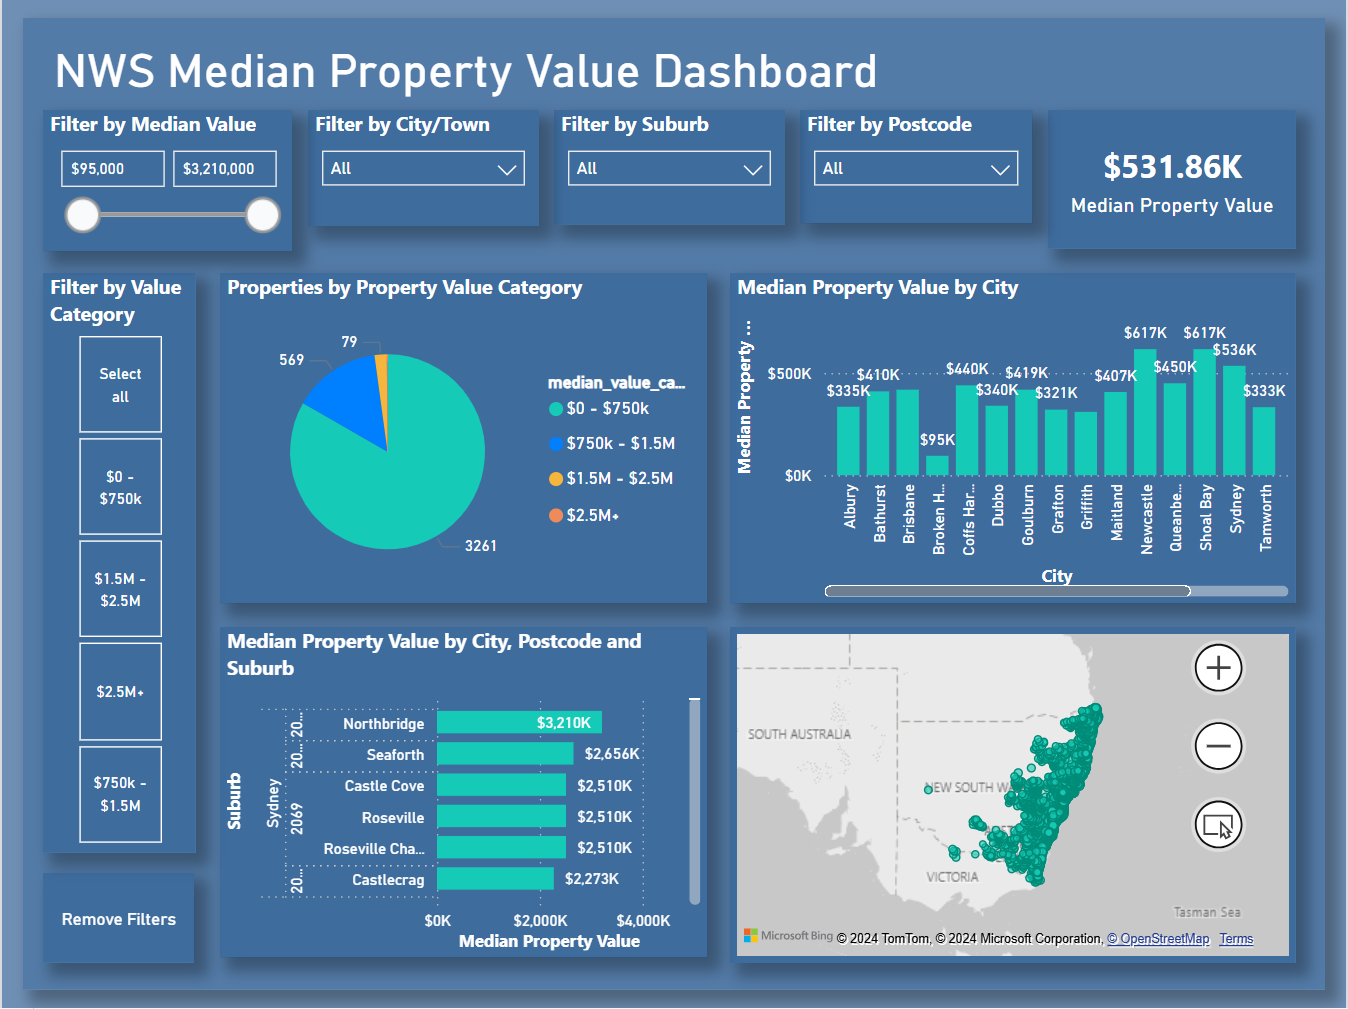 NWS Median Property Value Dashboard
Filter by Median Value
$95,000
$3,210,000
Filter by City/Town
All
Filter by Suburb
All
Filter by Postcode
All
$531.86K
Median Property Value
Filter by Value
Category
Select
all
$0 -
$750k
$1.5M -
$2.5M
$2.5M+
$750k -
$1.5M
Remove Filters
Properties by Property Value Category
79
569
3261
median_value_ca...
$0 - $750k
$750k - $1.5M
$1.5M - $2.5M
$2.5M+
Median Property Value by City
Median Property ...
$500K
$0K
$335K
$410K
$95K
$440K
$340K
$419K
$321K
$407K
$617K
$450K
$617K
$536K
$333K
Albury
Bathurst
Brisbane
Broken H...
Coffs Har...
Dubbo
Goulburn
Grafton
Griffith
Maitland
Newcastle
Queanbe...
Shoal Bay
Sydney
Tamworth
City
Median Property Value by City, Postcode and
Suburb
Suburb
Sydney
20...
Northbridge
$3,210K
20...
Seaforth
$2,656K
2069
Castle Cove
$2,510K
Roseville
$2,510K
Roseville Cha...
$2,510K
20...
Castlecrag
$2,273K
$0K
$2,000K
$4,000K
Median Property Value
SOUTH AUSTRALIA
NEW SOUTH WA
VICTORIA
Tasman Sea
Microsoft Bing
© 2024 TomTom, © 2024 Microsoft Corporation, © OpenStreetMap Terms